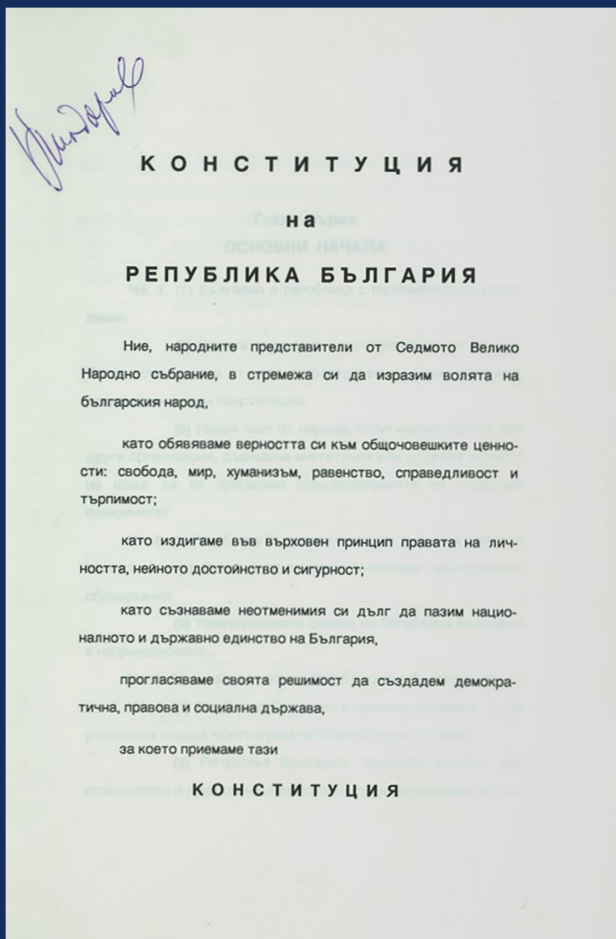 КОНСТИТУЦИЯ
на
РЕПУБЛИКА БЪЛГАРИЯ
Ние, народните представители от Седмото Велико
Народно събрание, в стремежа си да изразим волята на
българския народ,
като обявяваме верността си към общочовешките ценно-
сти: свобода, мир, хуманизъм, равенство, справедливост и
търпимост;
като издигаме във върховен принцип правата на лич-
ността, нейното достойнство и сигурност;
като съзнаваме неотменимия си дълг да пазим нацио-
налното и държавно единство на България,
прогласяваме своята решимост да създадем демокра-
тична, правова и социална държава,
за което приемаме тази
КОНСТИТУЦИЯ